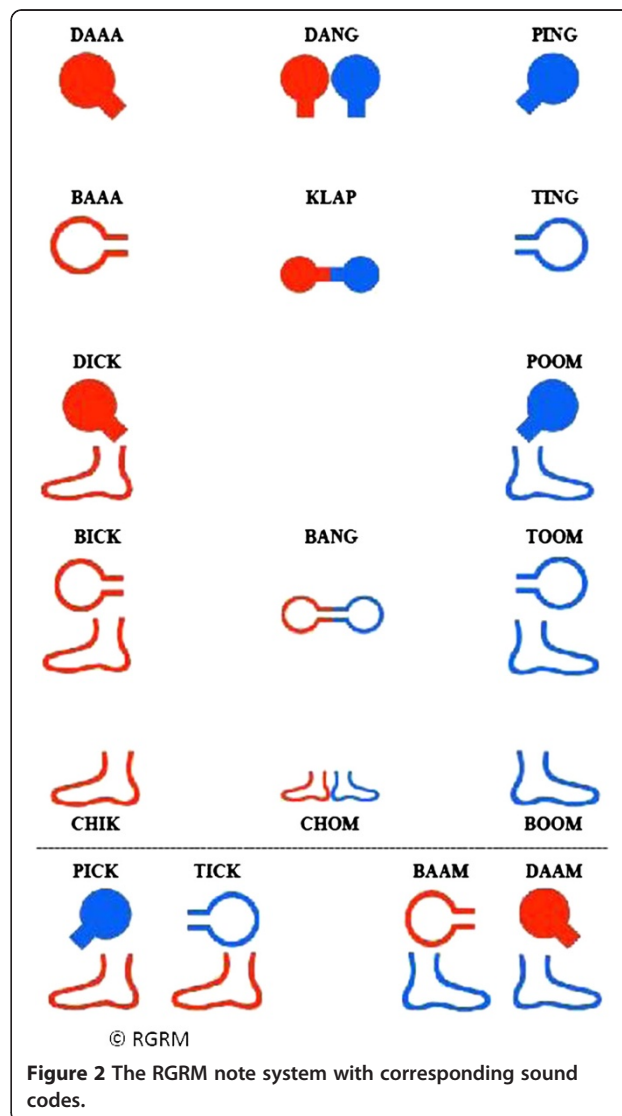 DAAA DANG PING
BAAA KLAP TING
DICK POOM
BICK BANG TOOM
CHIK CHOM BOOM
PICK TICK BAAM DAAM
© RGRM
Figure 2 The RGRM note system with corresponding sound
codes.